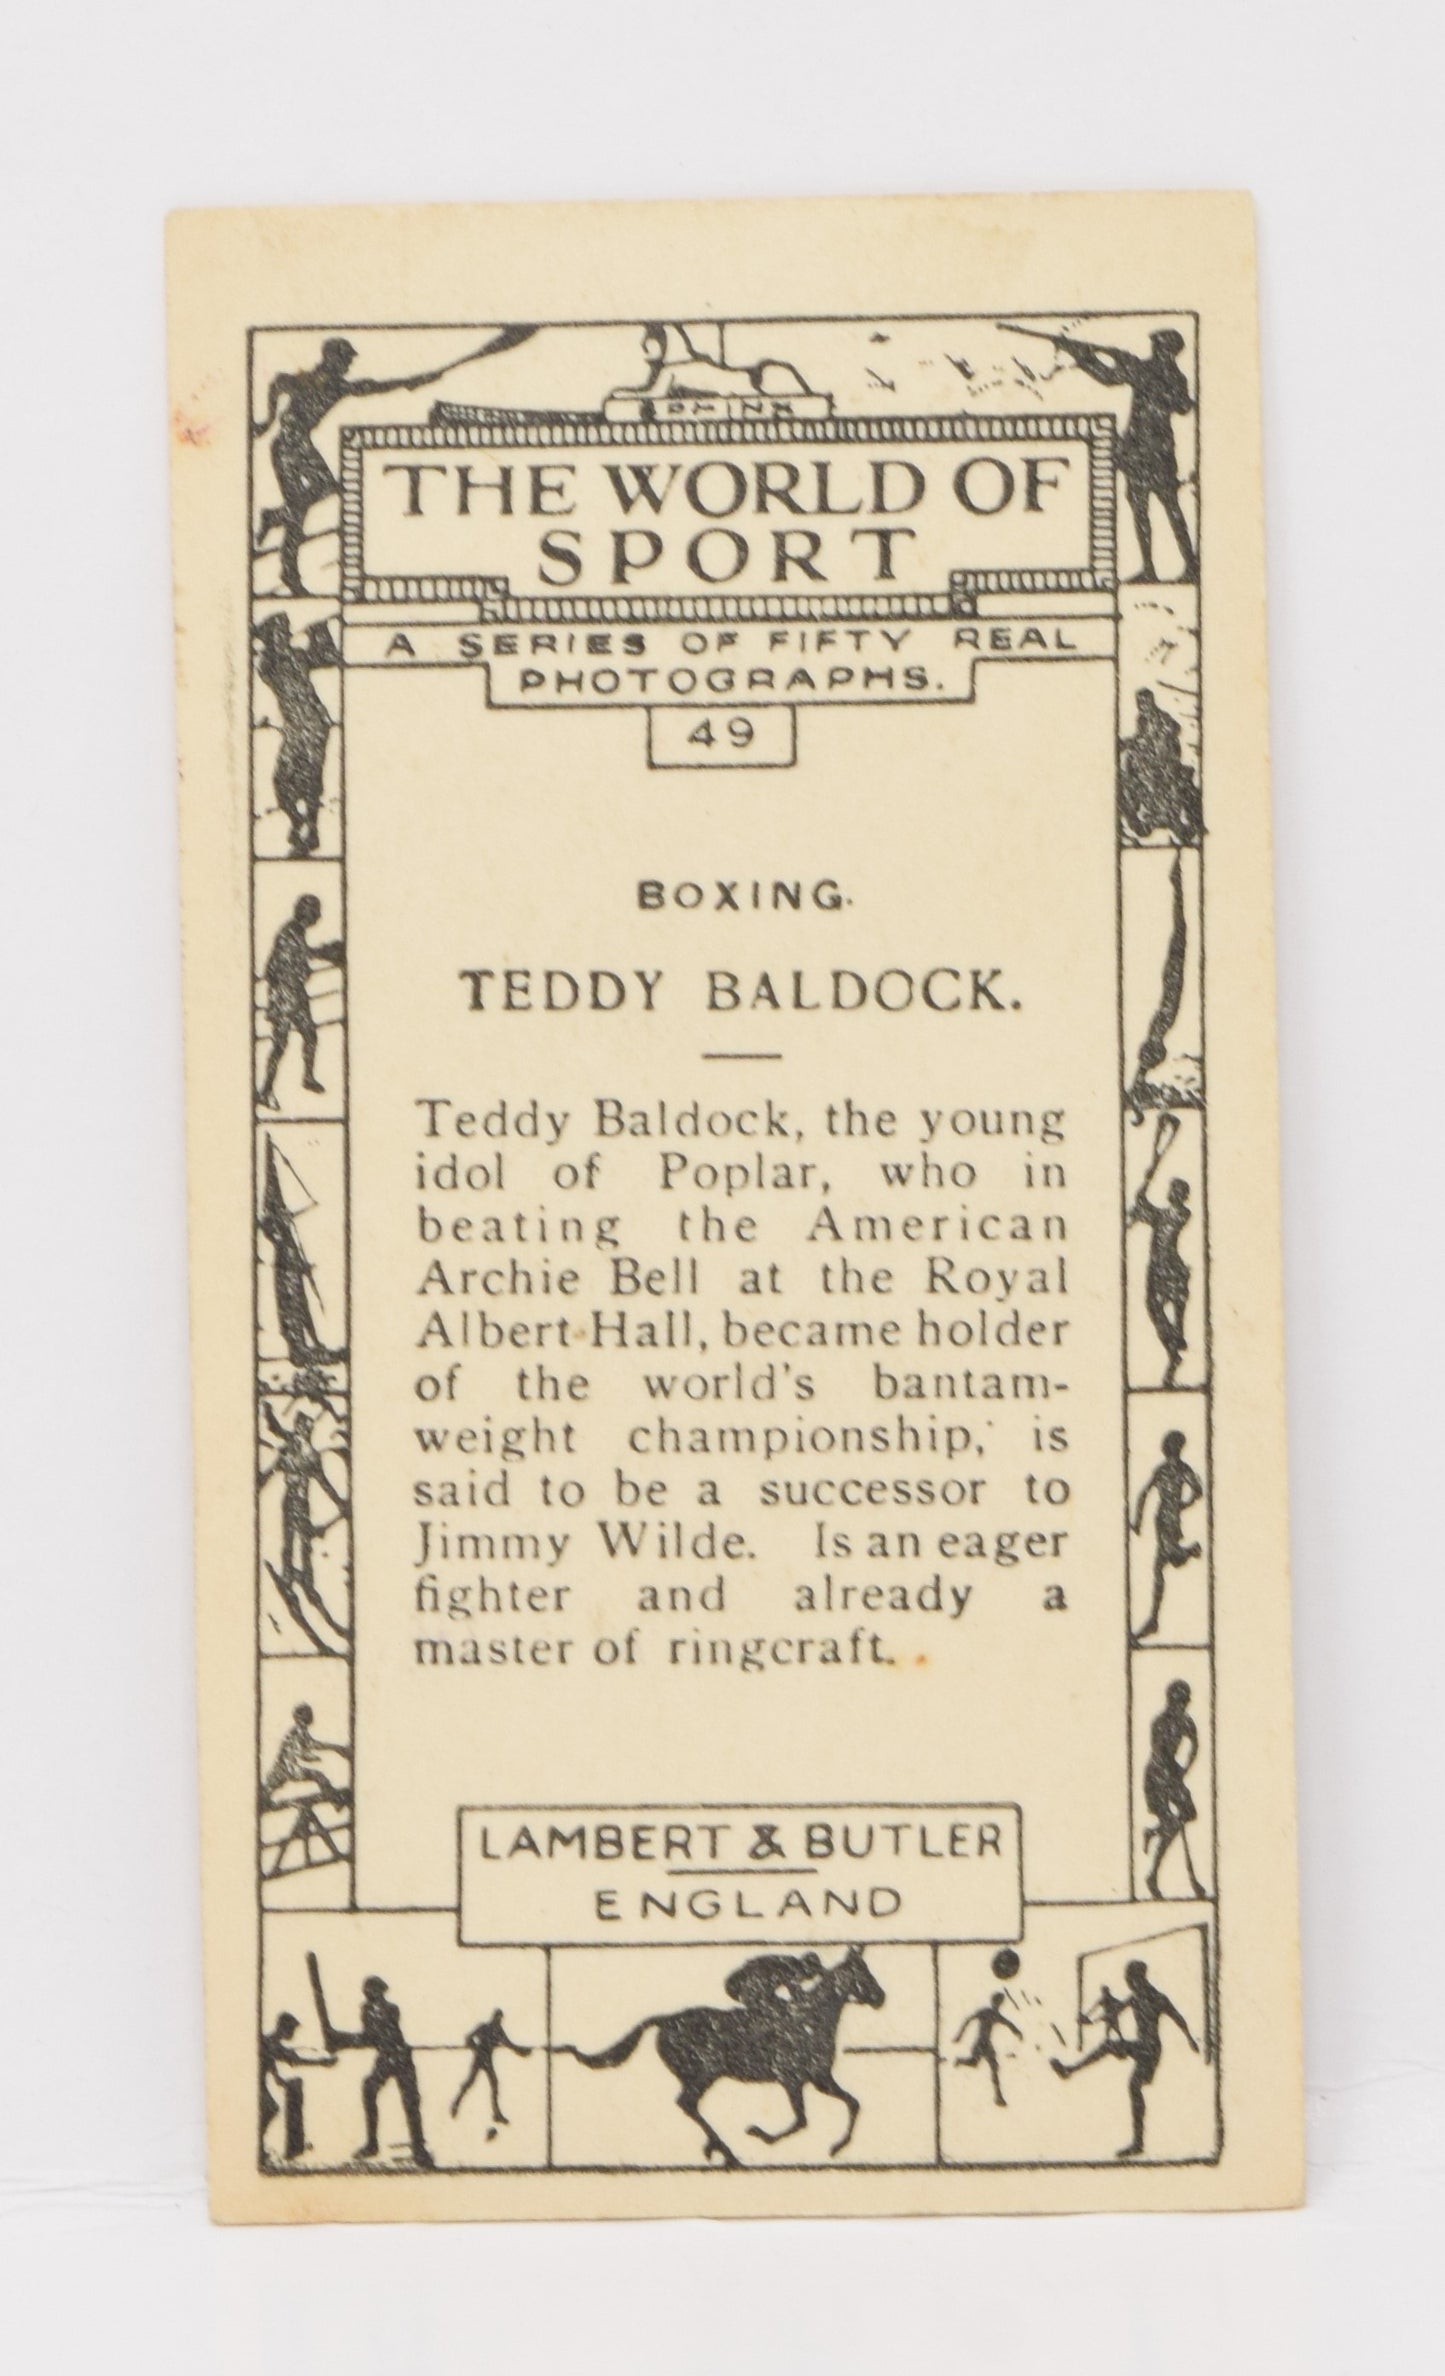 SPHINX
THE WORLD OF
SPORT
A SERIES OF FIFTY REAL
PHOTOGRAPHS.
49
BOXING.
TEDDY BALDOCK.
Teddy Baldock, the young
idol of Poplar, who in
beating the American
Archie Bell at the Royal
Albert Hall, became holder
of the world's bantam-
weight championship, is
said to be a successor to
Jimmy Wilde. Is an eager
fighter and already a
master of ringcraft.
LAMBERT & BUTLER
ENGLAND